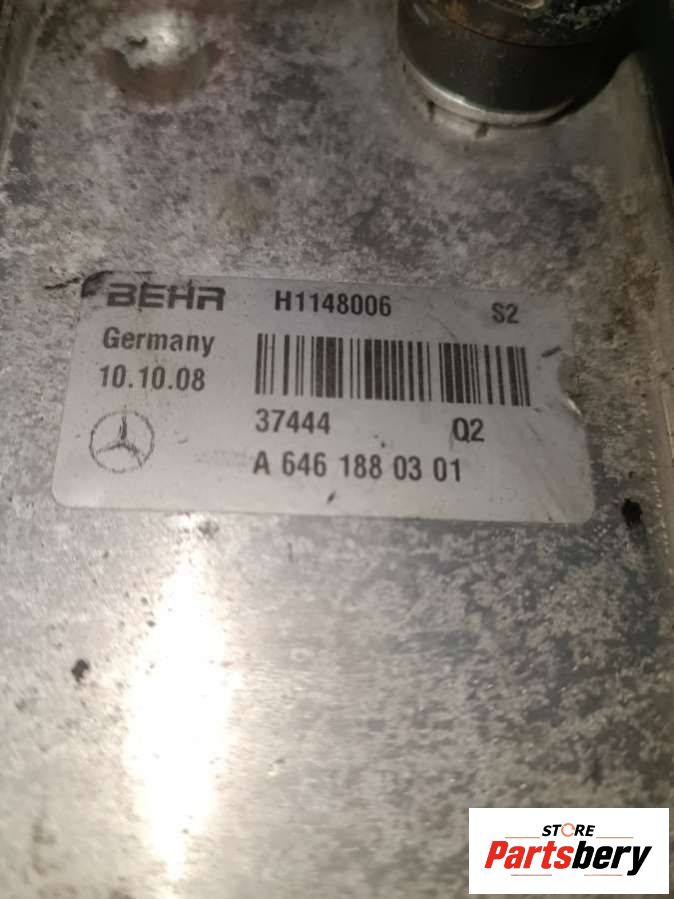 BEHR H1148006 S2
Germany
10.10.08
37444 Q2
A 646 188 03 01
STORE
Partsbery